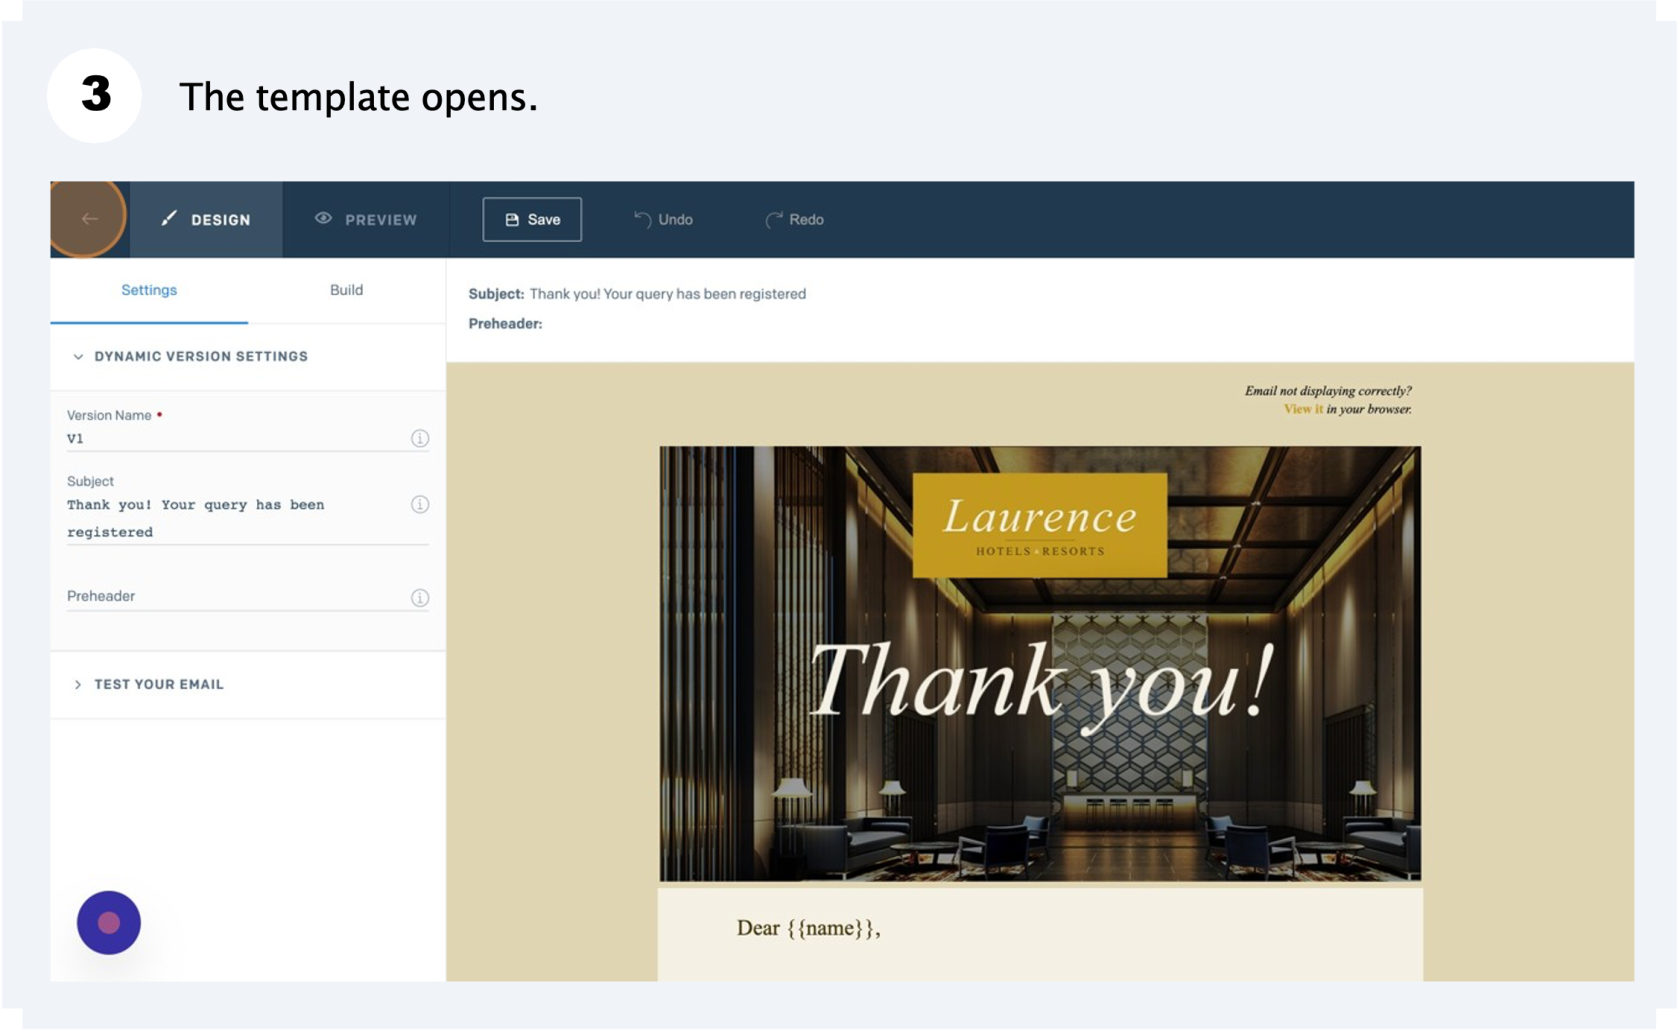 3 The template opens.
DESIGN PREVIEW Save Undo Redo
Settings Build
DYNAMIC VERSION SETTINGS
Version Name •
V1
Subject
Thank you! Your query has been
registered
Preheader
TEST YOUR EMAIL
Subject: Thank you! Your query has been registered
Preheader:
Email not displaying correctly?
View it in your browser.
Laurence
HOTELS • RESORTS
Thank you!
Dear {{name}},